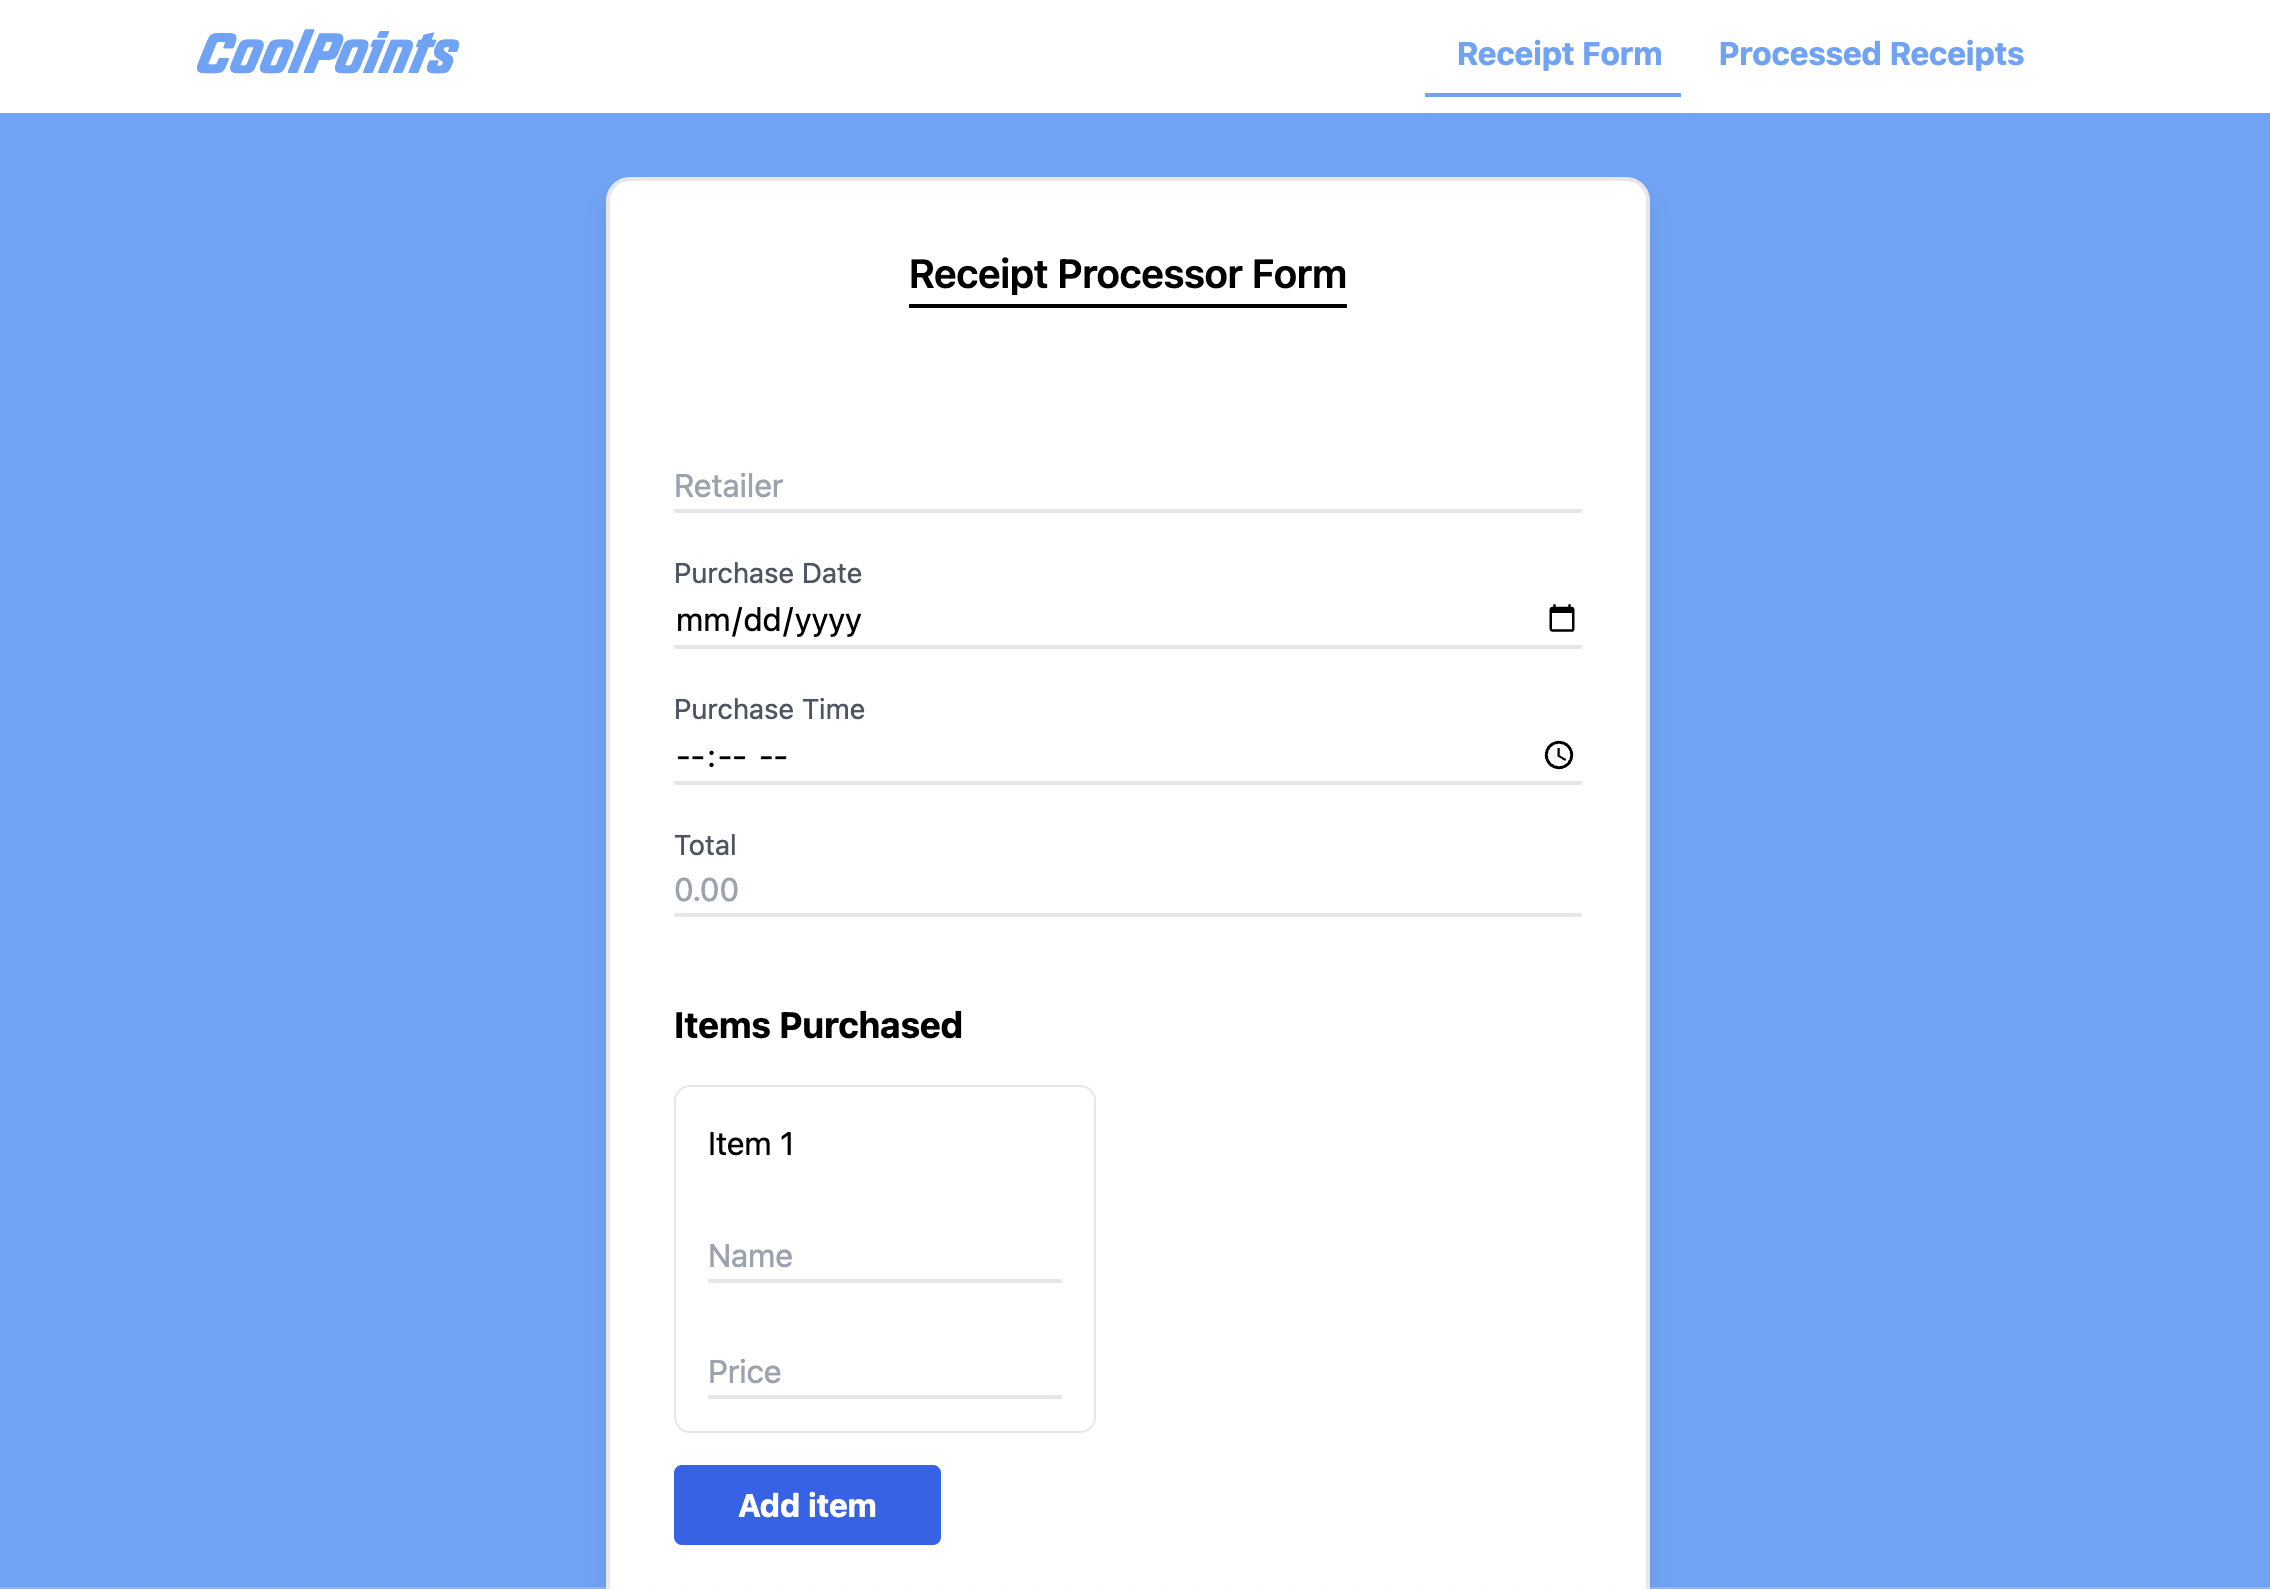 CoolPoints
Receipt Form
Processed Receipts
Receipt Processor Form
Retailer
Purchase Date
mm/dd/yyyy
Purchase Time
--:-- --
Total
0.00
Items Purchased
Item 1
Name
Price
Add item